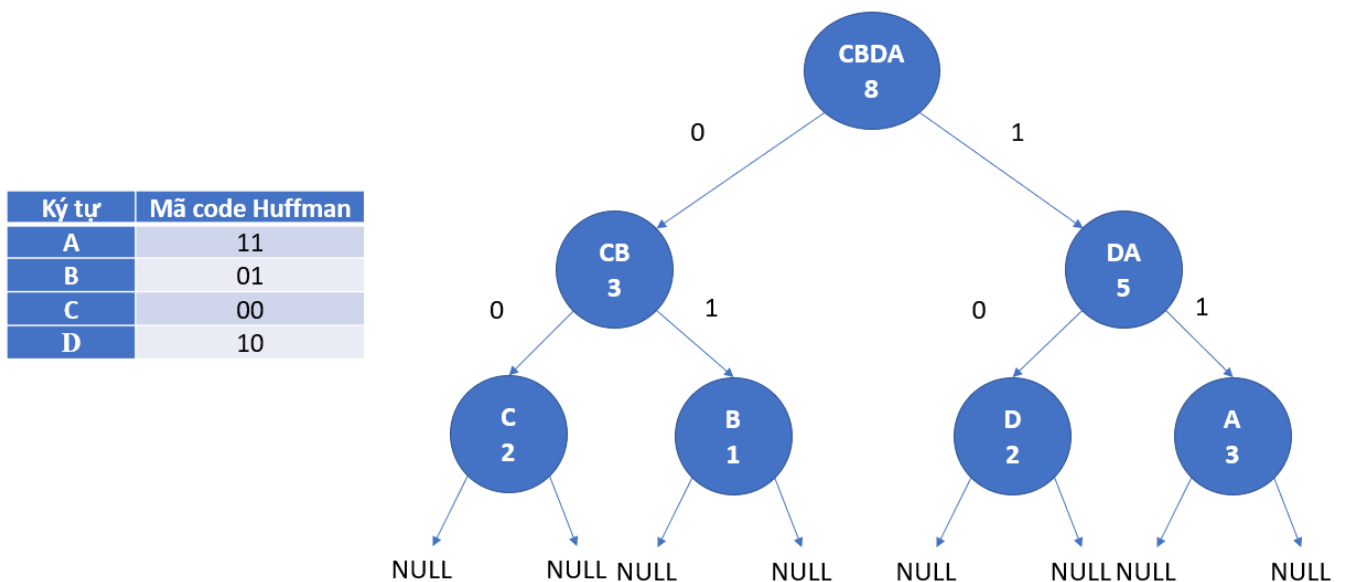 Ký tự Mã code Huffman
A 11
B 01
C 00
D 10
CBDA
8
0 1
CB
3
DA
5
0 1 0 1
C
2
B
1
D
2
A
3
NULL NULL NULL NULL NULL NULL NULL NULL